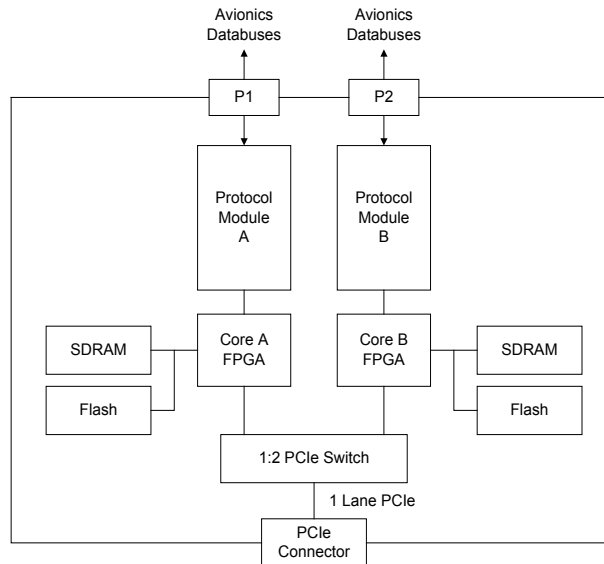 Avionics
Databuses
Avionics
Databuses
P1
P2
Protocol
Module
A
Protocol
Module
B
SDRAM
Core A
FPGA
Core B
FPGA
SDRAM
Flash
Flash
1:2 PCIe Switch
1 Lane PCIe
PCIe
Connector